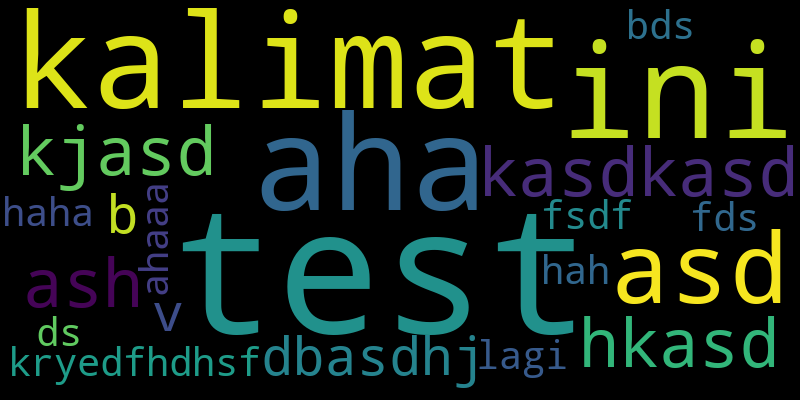 kalimat
bds
ini
kjasd
aha
kasdkasd
haha
b
ahaaa
fsdf
fds
test
ash
hah
asd
v
ds
kryedfhdhsf
dbasdhj
lagi
hkasd